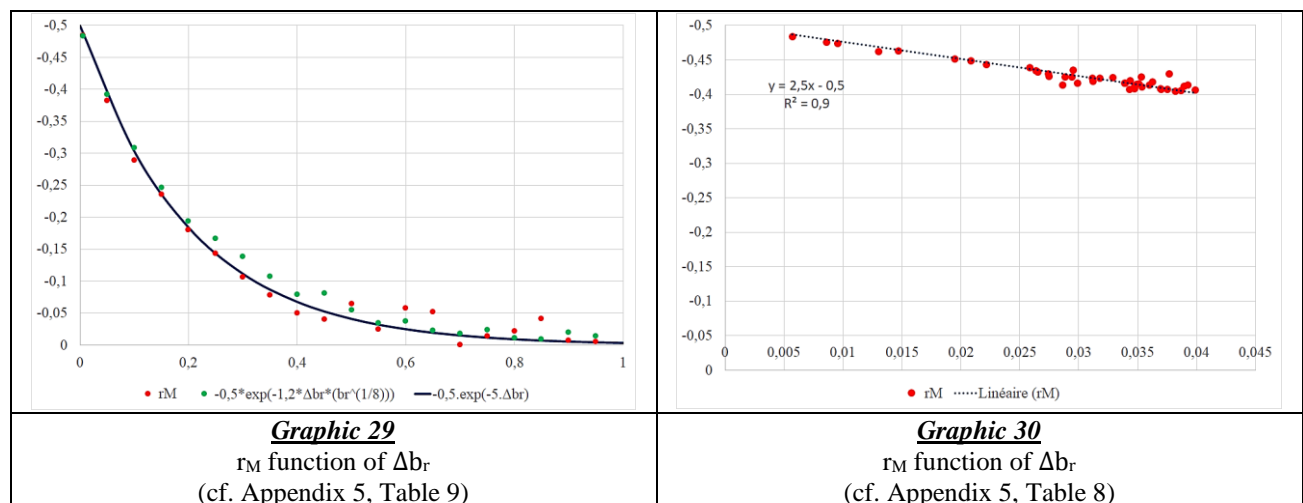 -0,5
-0,45
-0,4
-0,35
-0,3
-0,25
-0,2
-0,15
-0,1
-0,05
0
0 0,2 0,4 0,6 0,8 1
rM -0,5*exp(-1,2*Δbr*(br^(1/8))) -0,5.exp(-5.Δbr)
Graphic 29
rM function of Δbr
(cf. Appendix 5, Table 9)
-0,5
-0,45
-0,4
-0,35
-0,3
-0,25
-0,2
-0,15
-0,1
-0,05
0
y = 2,5x - 0,5
R² = 0,9
0 0,005 0,01 0,015 0,02 0,025 0,03 0,035 0,04 0,045
rM Linéaire (rM)
Graphic 30
rM function of Δbr
(cf. Appendix 5, Table 8)